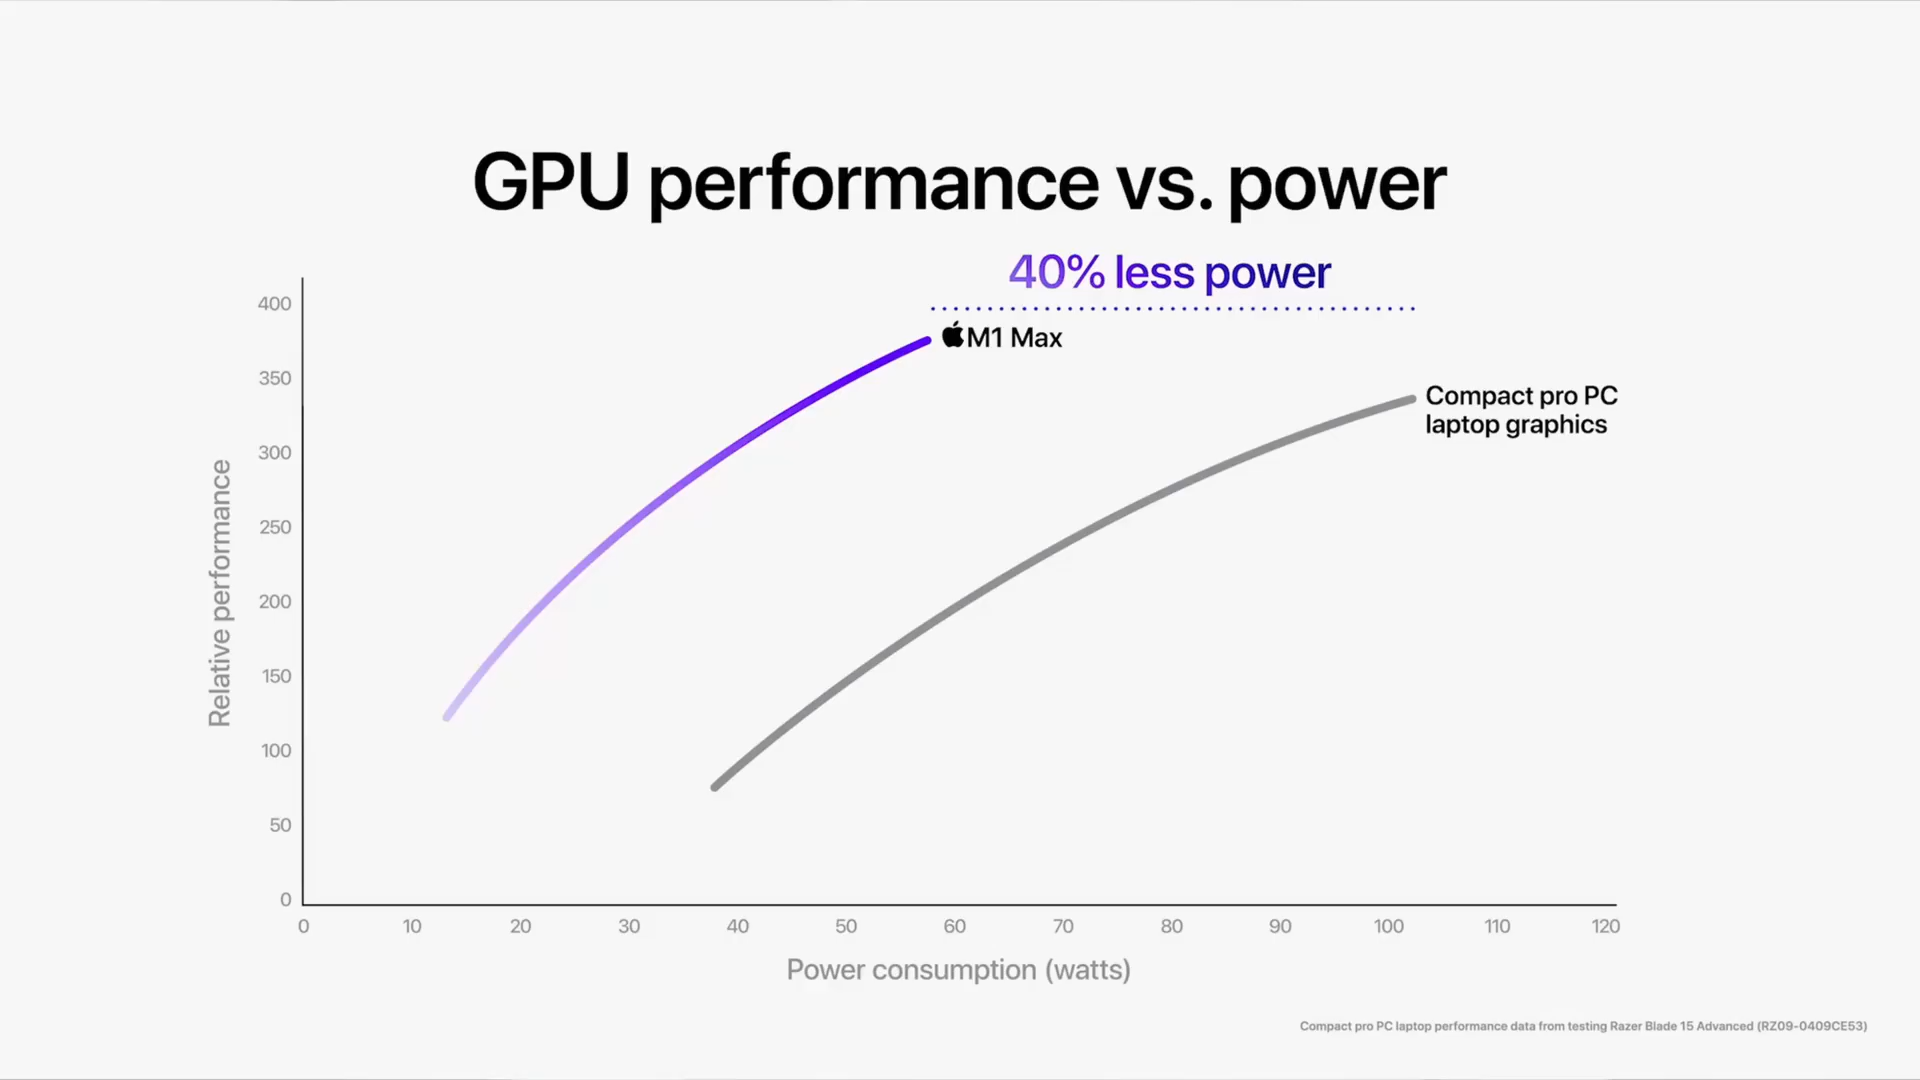 GPU performance vs. power
40% less power
M1 Max
Compact pro PC
laptop graphics
Relative performance
400
350
300
250
200
150
100
50
0
0 10 20 30 40 50 60 70 80 90 100 110 120
Power consumption (watts)
Compact pro PC laptop performance data from testing Razer Blade 15 Advanced (RZ09-0409CE53)